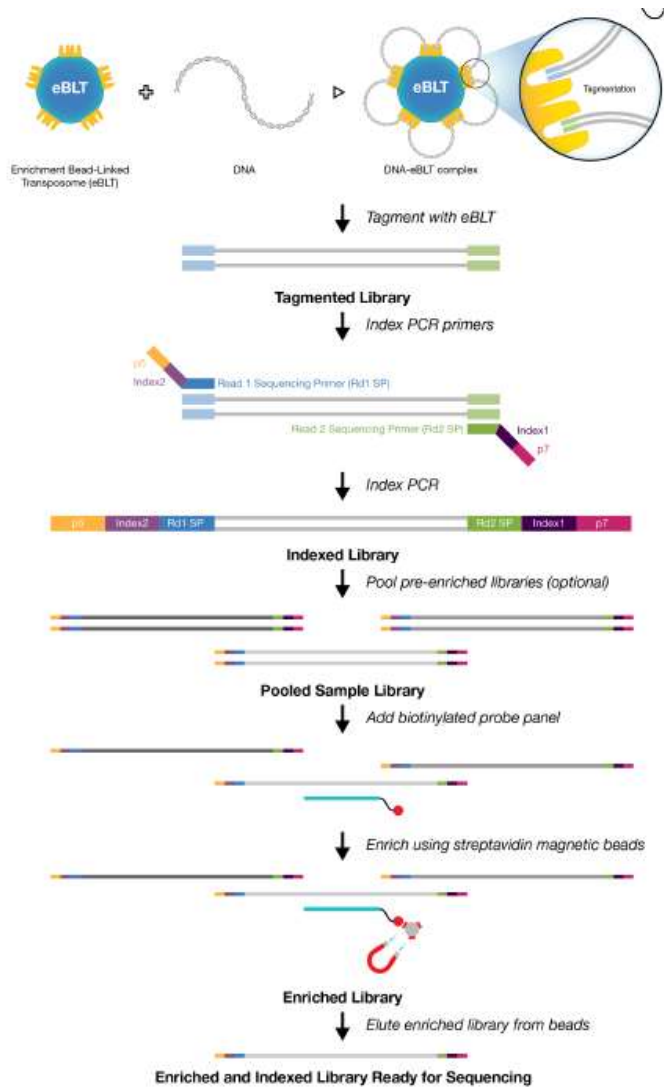 eBLT
eBLT
Tagmentation
Enrichment Bead-Linked
Transposome (eBLT)
DNA
DNA-eBLT complex
Tagment with eBLT
Tagmented Library
Index PCR primers
p5
Index2
Read 1 Sequencing Primer (Rd1 SP)
Read 2 Sequencing Primer (Rd2 SP)
Index1
p7
Index PCR
p5 Index2 Rd1 SP Rd2 SP Index1 p7
Indexed Library
Pool pre-enriched libraries (optional)
Pooled Sample Library
Add biotinylated probe panel
Enrich using streptavidin magnetic beads
Enriched Library
Elute enriched library from beads
Enriched and Indexed Library Ready for Sequencing